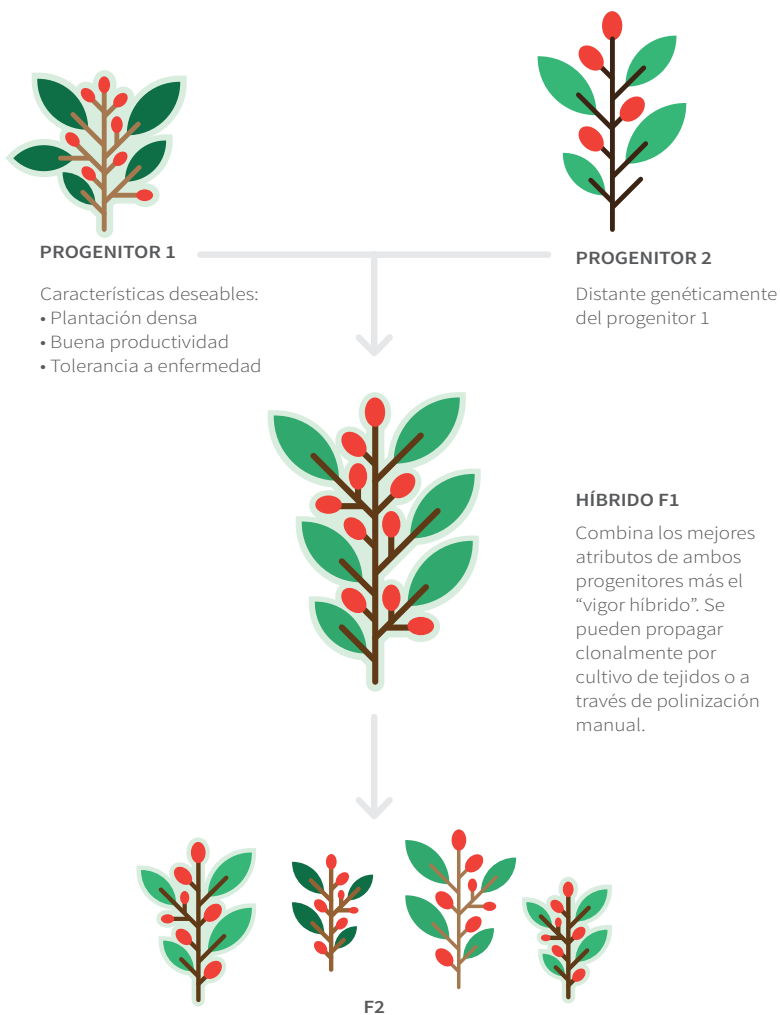 PROGENITOR 1
Características deseables:
• Plantación densa
• Buena productividad
• Tolerancia a enfermedad
PROGENITOR 2
Distante genéticamente
del progenitor 1
HÍBRIDO F1
Combina los mejores
atributos de ambos
progenitores más el
“vigor híbrido”. Se
pueden propagar
clonalmente por
cultivo de tejidos o a
través de polinización
manual.
F2